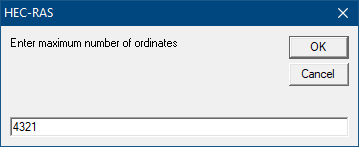 HEC-RAS
Enter maximum number of ordinates
OK
Cancel
4321